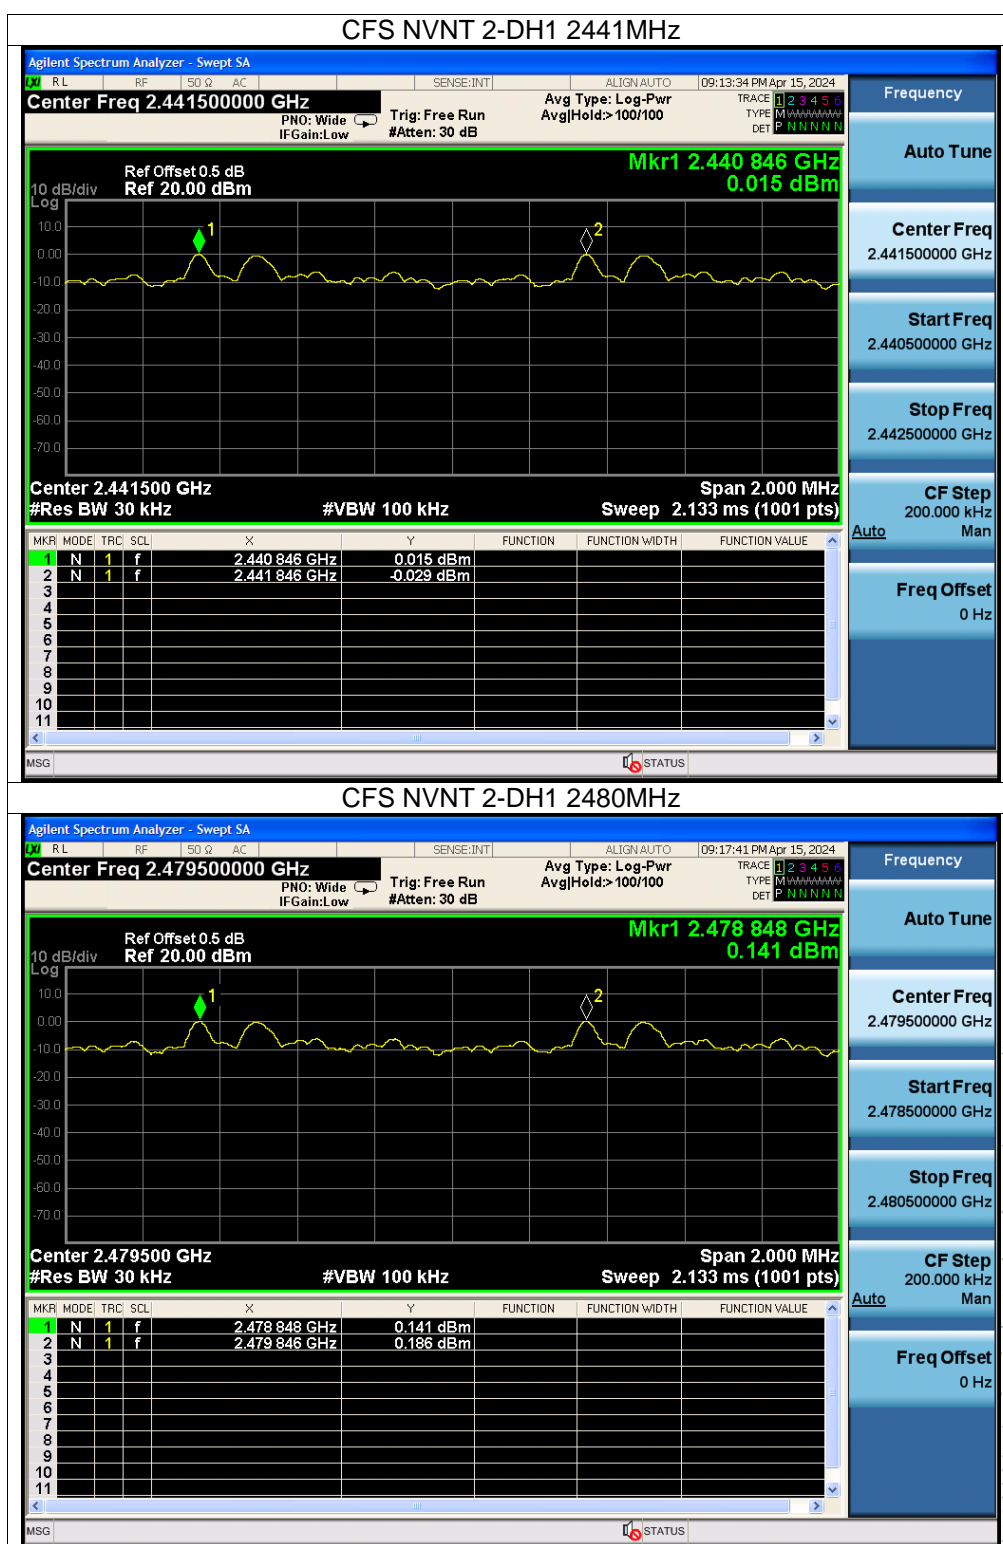 CFS NVNT 2-DH1 2441MHz
Agilent Spectrum Analyzer - Swept SA
LXI RL RF 50 Ω AC SENSE:INT ALIGN AUTO 09:13:34 PM Apr 15, 2024
Center Freq 2.441500000 GHz
PNO: Wide
IFGain:Low
Trig: Free Run
#Atten: 30 dB
Avg Type: Log-Pwr
Avg|Hold:>100/100
TRACE 1 2 3 4 5 6
TYPE MWWWWW
DET P N N N N N
Mkr1 2.440 846 GHz
0.015 dBm
Ref Offset 0.5 dB
10 dB/div Ref 20.00 dBm
Log
10.0
0.00
-10.0
-20.0
-30.0
-40.0
-50.0
-60.0
-70.0
1
2
Center 2.441500 GHz Span 2.000 MHz
#Res BW 30 kHz #VBW 100 kHz Sweep 2.133 ms (1001 pts)
MKR MODE TRC SCL X Y FUNCTION FUNCTION WIDTH FUNCTION VALUE
1 N 1 f 2.440 846 GHz 0.015 dBm
2 N 1 f 2.441 846 GHz -0.029 dBm
3
4
5
6
7
8
9
10
11
MSG STATUS
Frequency
Auto Tune
Center Freq
2.441500000 GHz
Start Freq
2.440500000 GHz
Stop Freq
2.442500000 GHz
CF Step
200.000 kHz
Auto Man
Freq Offset
0 Hz
CFS NVNT 2-DH1 2480MHz
Agilent Spectrum Analyzer - Swept SA
LXI RL RF 50 Ω AC SENSE:INT ALIGN AUTO 09:17:41 PM Apr 15, 2024
Center Freq 2.479500000 GHz
PNO: Wide
IFGain:Low
Trig: Free Run
#Atten: 30 dB
Avg Type: Log-Pwr
Avg|Hold:>100/100
TRACE 1 2 3 4 5 6
TYPE MWWWWW
DET P N N N N N
Mkr1 2.478 848 GHz
0.141 dBm
Ref Offset 0.5 dB
10 dB/div Ref 20.00 dBm
Log
10.0
0.00
-10.0
-20.0
-30.0
-40.0
-50.0
-60.0
-70.0
1
2
Center 2.479500 GHz Span 2.000 MHz
#Res BW 30 kHz #VBW 100 kHz Sweep 2.133 ms (1001 pts)
MKR MODE TRC SCL X Y FUNCTION FUNCTION WIDTH FUNCTION VALUE
1 N 1 f 2.478 848 GHz 0.141 dBm
2 N 1 f 2.479 846 GHz 0.186 dBm
3
4
5
6
7
8
9
10
11
MSG STATUS
Frequency
Auto Tune
Center Freq
2.479500000 GHz
Start Freq
2.478500000 GHz
Stop Freq
2.480500000 GHz
CF Step
200.000 kHz
Auto Man
Freq Offset
0 Hz